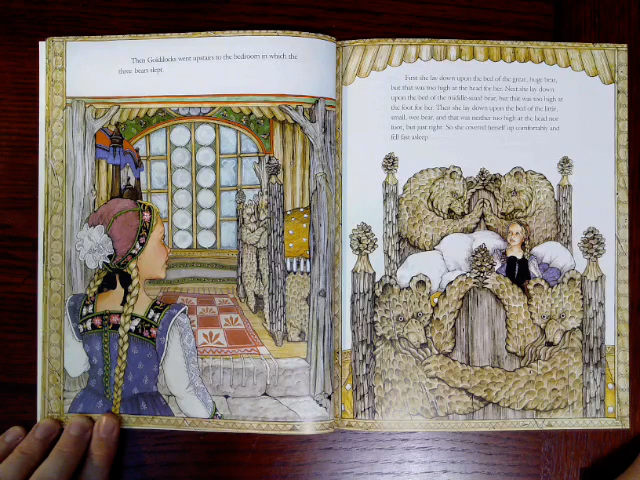 Then Goldilocks went upstairs to the bedroom in which the
three bears slept.
First she lay down upon the bed of the great, huge bear,
but that was too high at the head for her. Next she lay down
upon the bed of the middle-sized bear, but that was too high at
the foot for her. Then she lay down upon the bed of the little,
small, wee bear, and that was neither too high at the head nor
foot, but just right. So she covered herself up comfortably and
fell fast asleep.